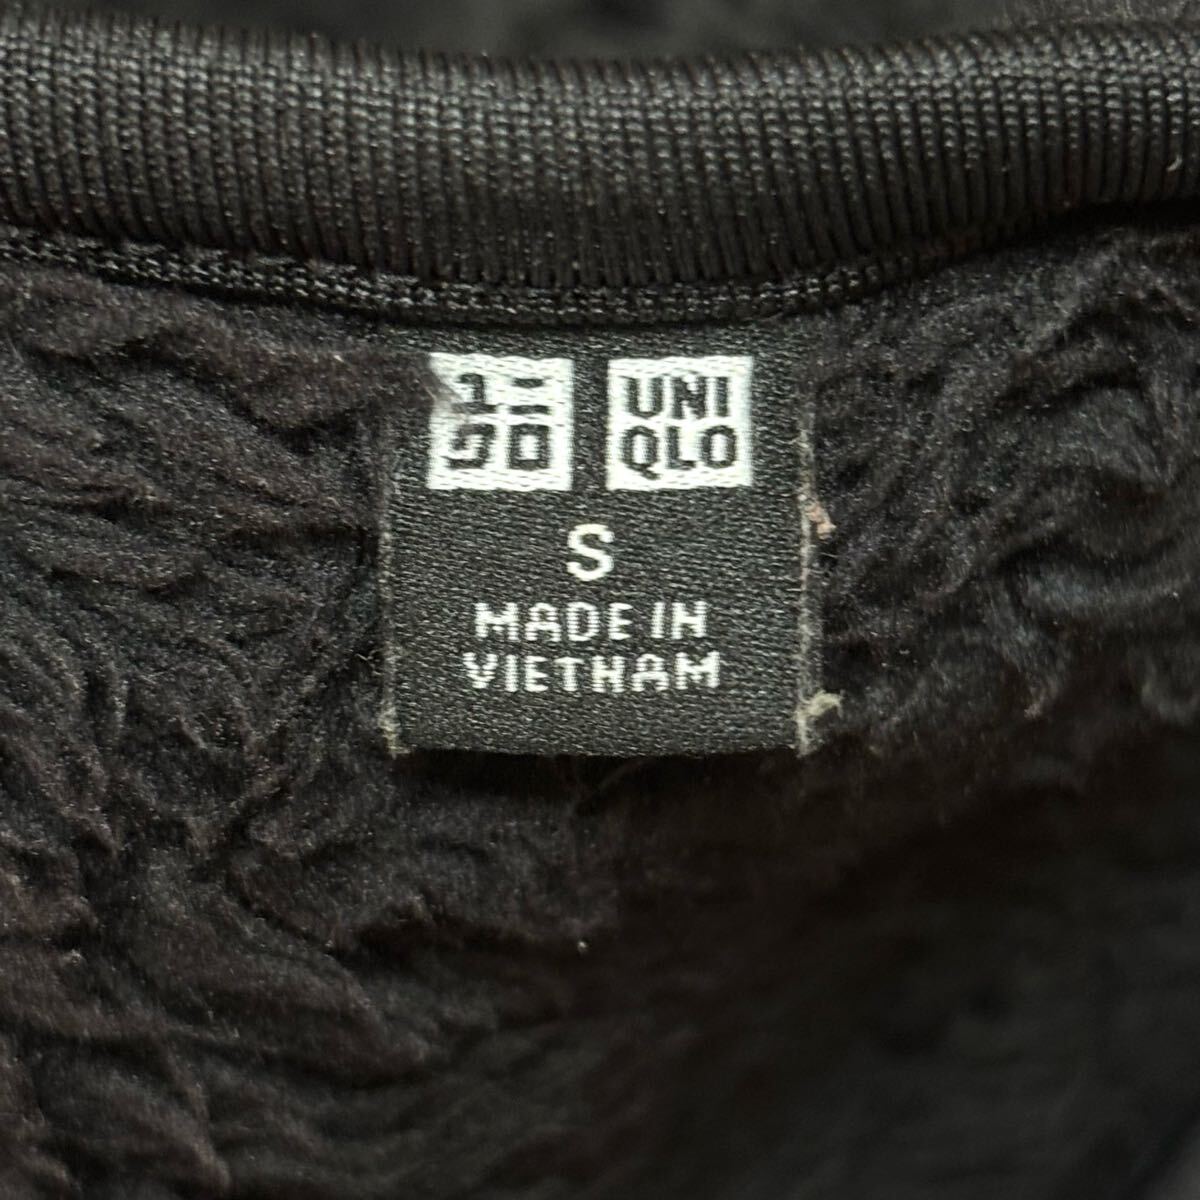 ユニ UNI
クロ QLO
S
MADE IN
VIETNAM